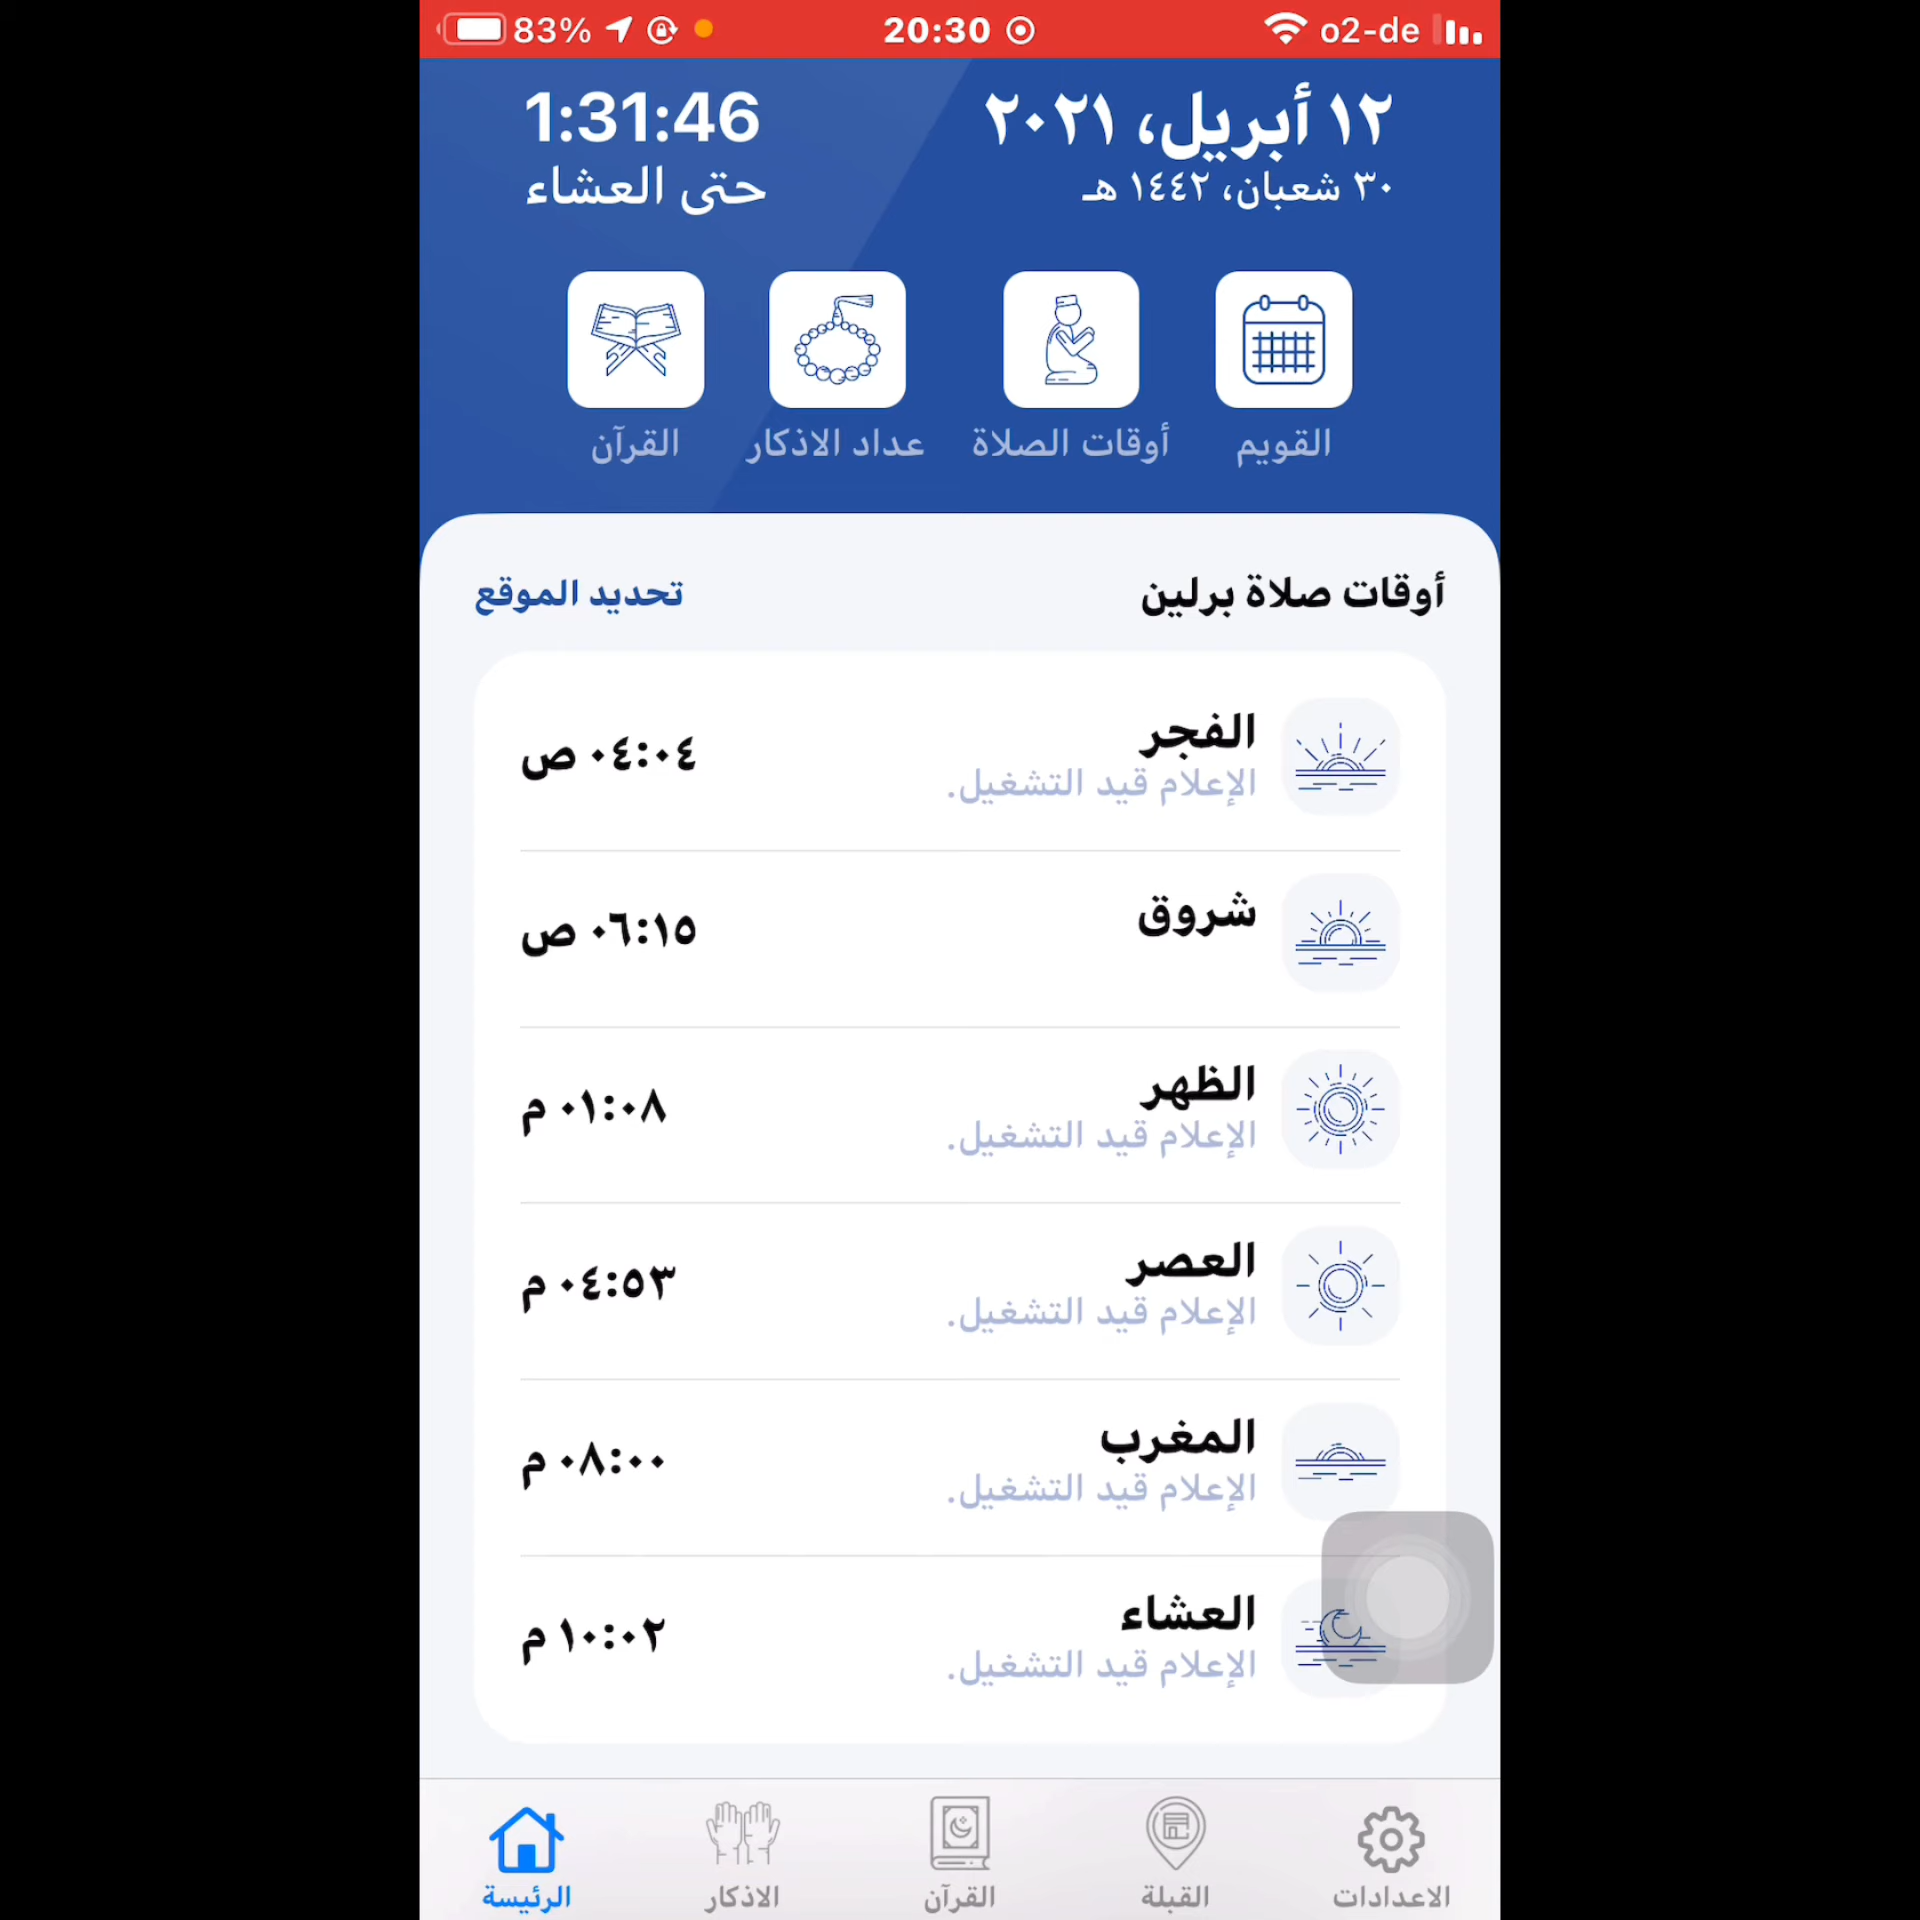 83% 20:30 o2-de
١٢ أبريل، ٢٠٢١
٣٠ شعبان، ١٤٤٢ هـ
1:31:46
حتى العشاء
القويم
أوقات الصلاة
عداد الاذكار
القرآن
أوقات صلاة برلين
تحديد الموقع
الفجر
الإعلام قيد التشغيل.
٠٤:٠٤ ص
شروق
٠٦:١٥ ص
الظهر
الإعلام قيد التشغيل.
٠١:٠٨ م
العصر
الإعلام قيد التشغيل.
٠٤:٥٣ م
المغرب
الإعلام قيد التشغيل.
٠٨:٠٠ م
العشاء
الإعلام قيد التشغيل.
١٠:٠٢ م
الاعدادات
القبلة
القرآن
الاذكار
الرئيسة